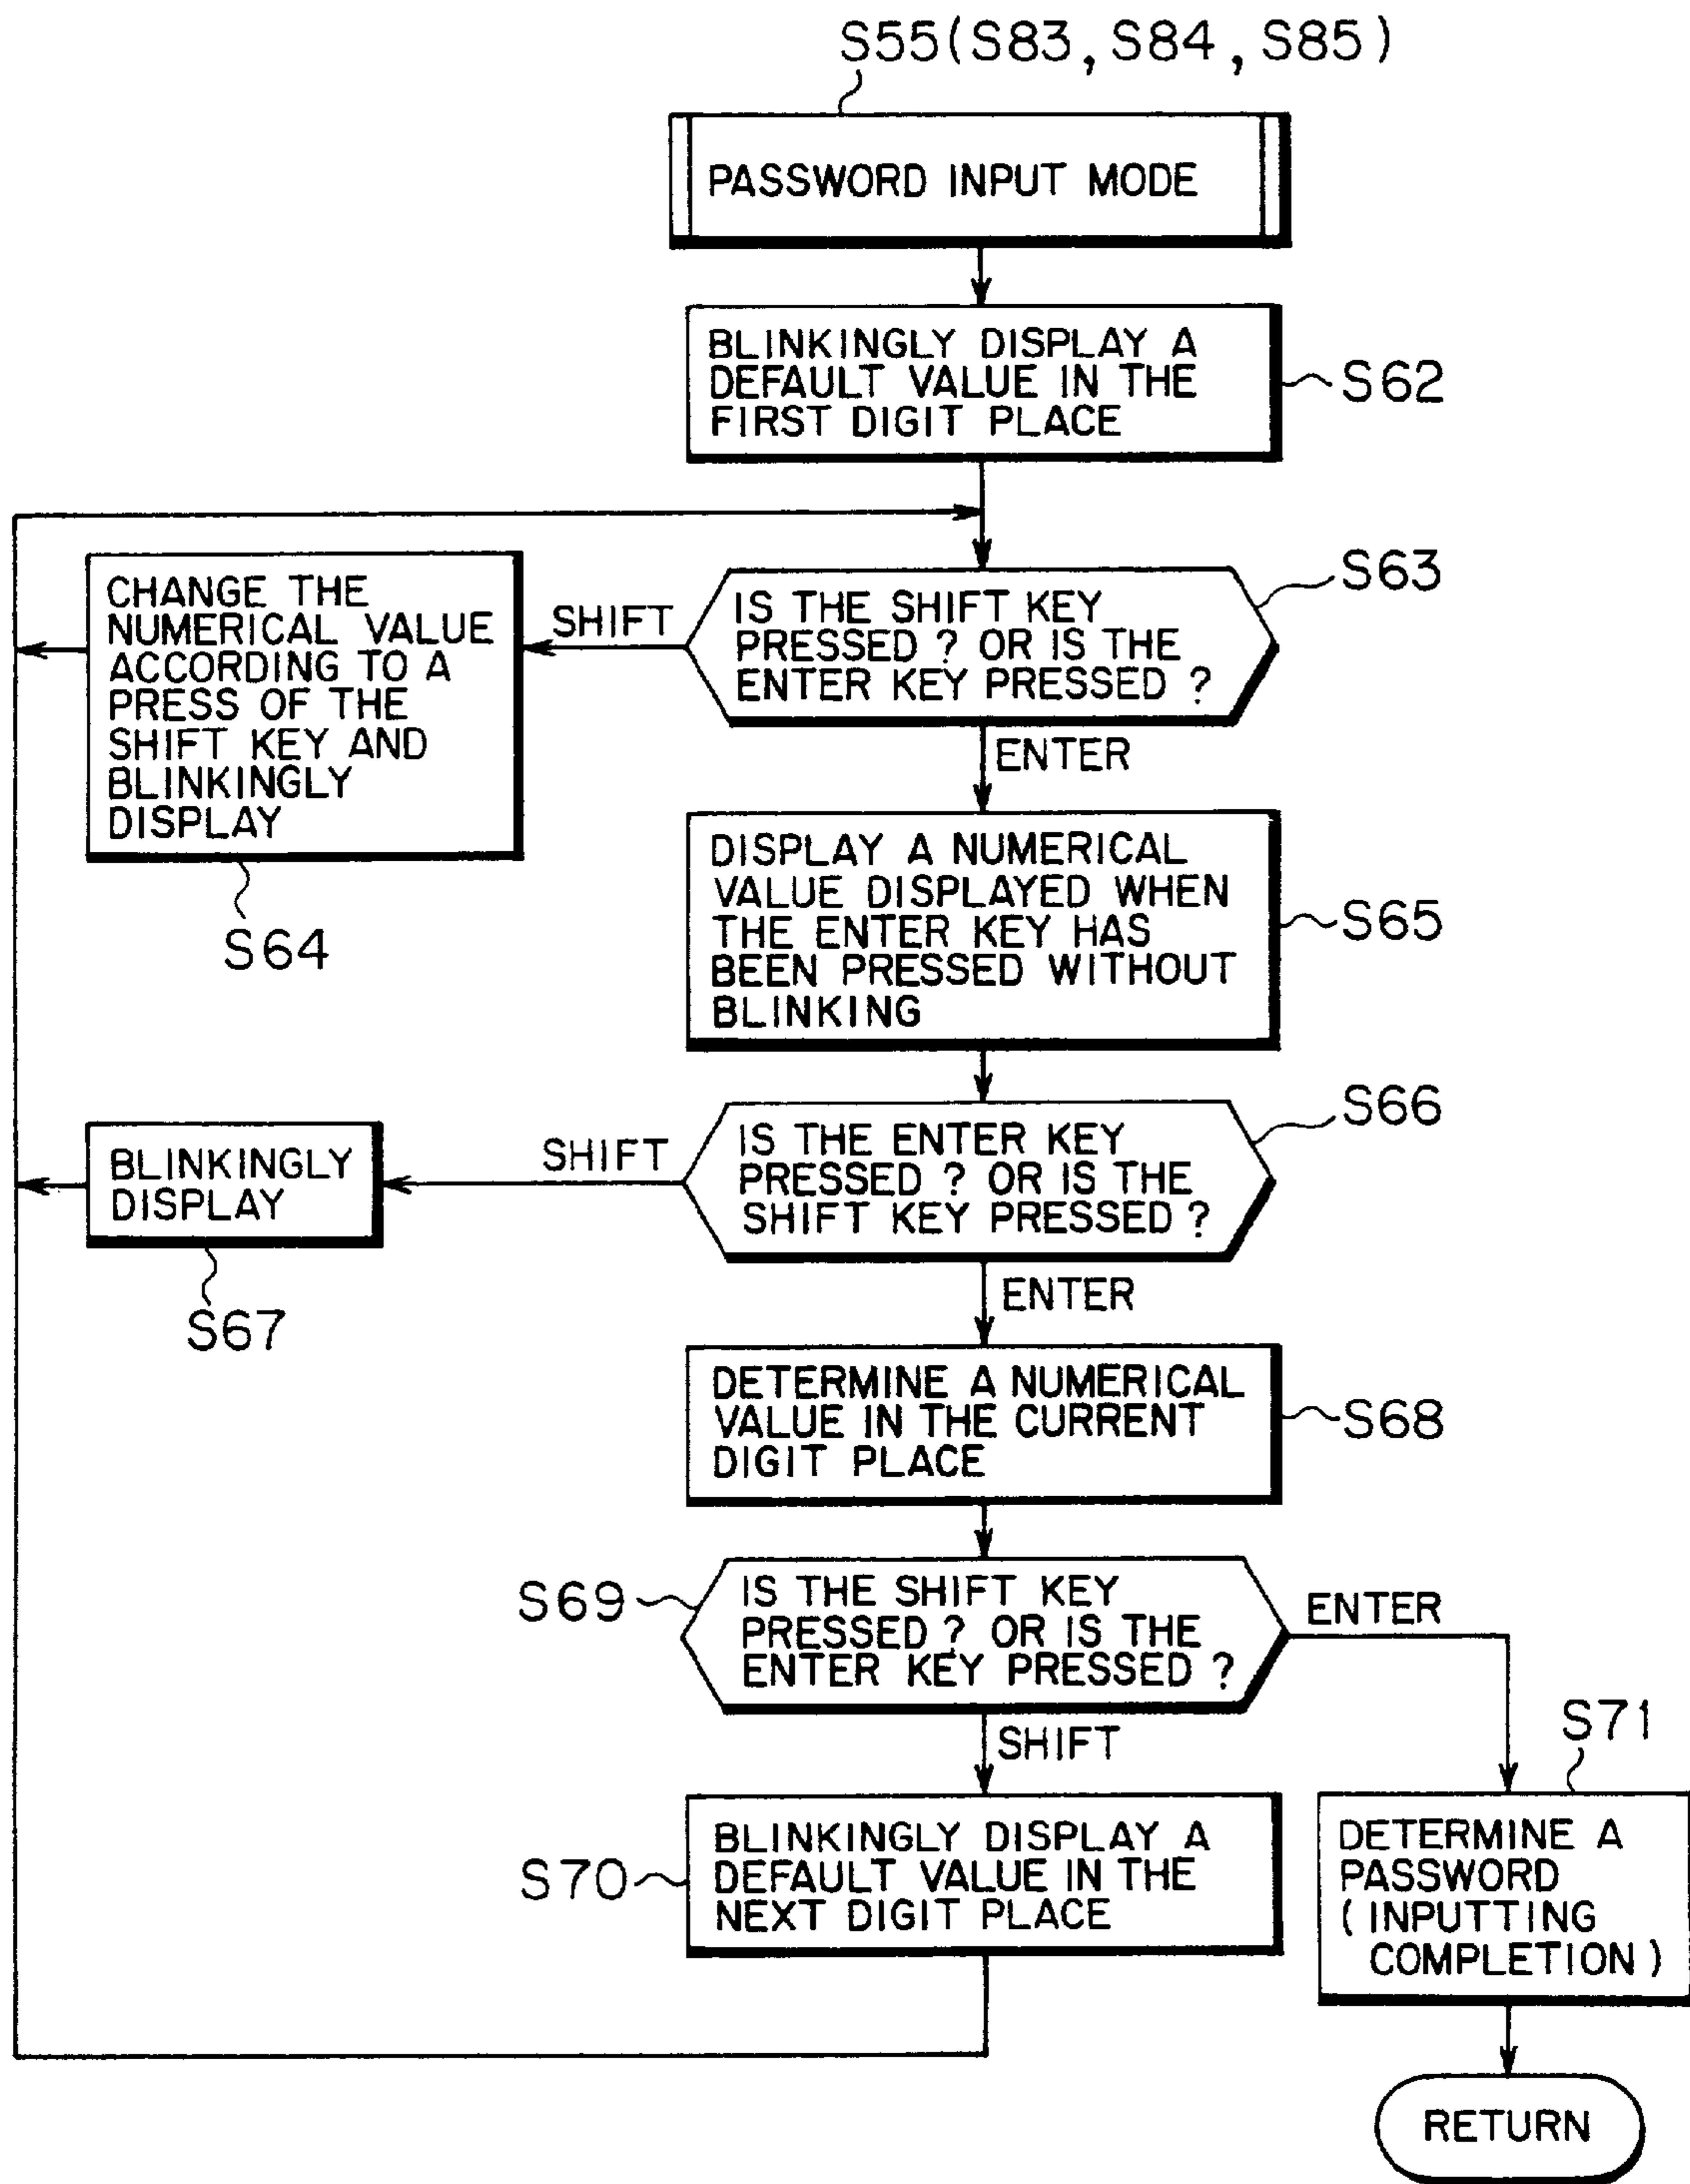 S55(S83, S84, S85)
PASSWORD INPUT MODE
BLINKINGLY DISPLAY A
DEFAULT VALUE IN THE
FIRST DIGIT PLACE
S62
IS THE SHIFT KEY
PRESSED ? OR IS THE
ENTER KEY PRESSED ?
S63
SHIFT
CHANGE THE
NUMERICAL VALUE
ACCORDING TO A
PRESS OF THE
SHIFT KEY AND
BLINKINGLY
DISPLAY
S64
ENTER
DISPLAY A NUMERICAL
VALUE DISPLAYED WHEN
THE ENTER KEY HAS
BEEN PRESSED WITHOUT
BLINKING
S65
IS THE ENTER KEY
PRESSED ? OR IS THE
SHIFT KEY PRESSED ?
S66
SHIFT
BLINKINGLY
DISPLAY
S67
ENTER
DETERMINE A NUMERICAL
VALUE IN THE CURRENT
DIGIT PLACE
S68
S69
IS THE SHIFT KEY
PRESSED ? OR IS THE
ENTER KEY PRESSED ?
ENTER
SHIFT
S70
BLINKINGLY DISPLAY A
DEFAULT VALUE IN THE
NEXT DIGIT PLACE
S71
DETERMINE A
PASSWORD
(INPUTTING
COMPLETION)
RETURN